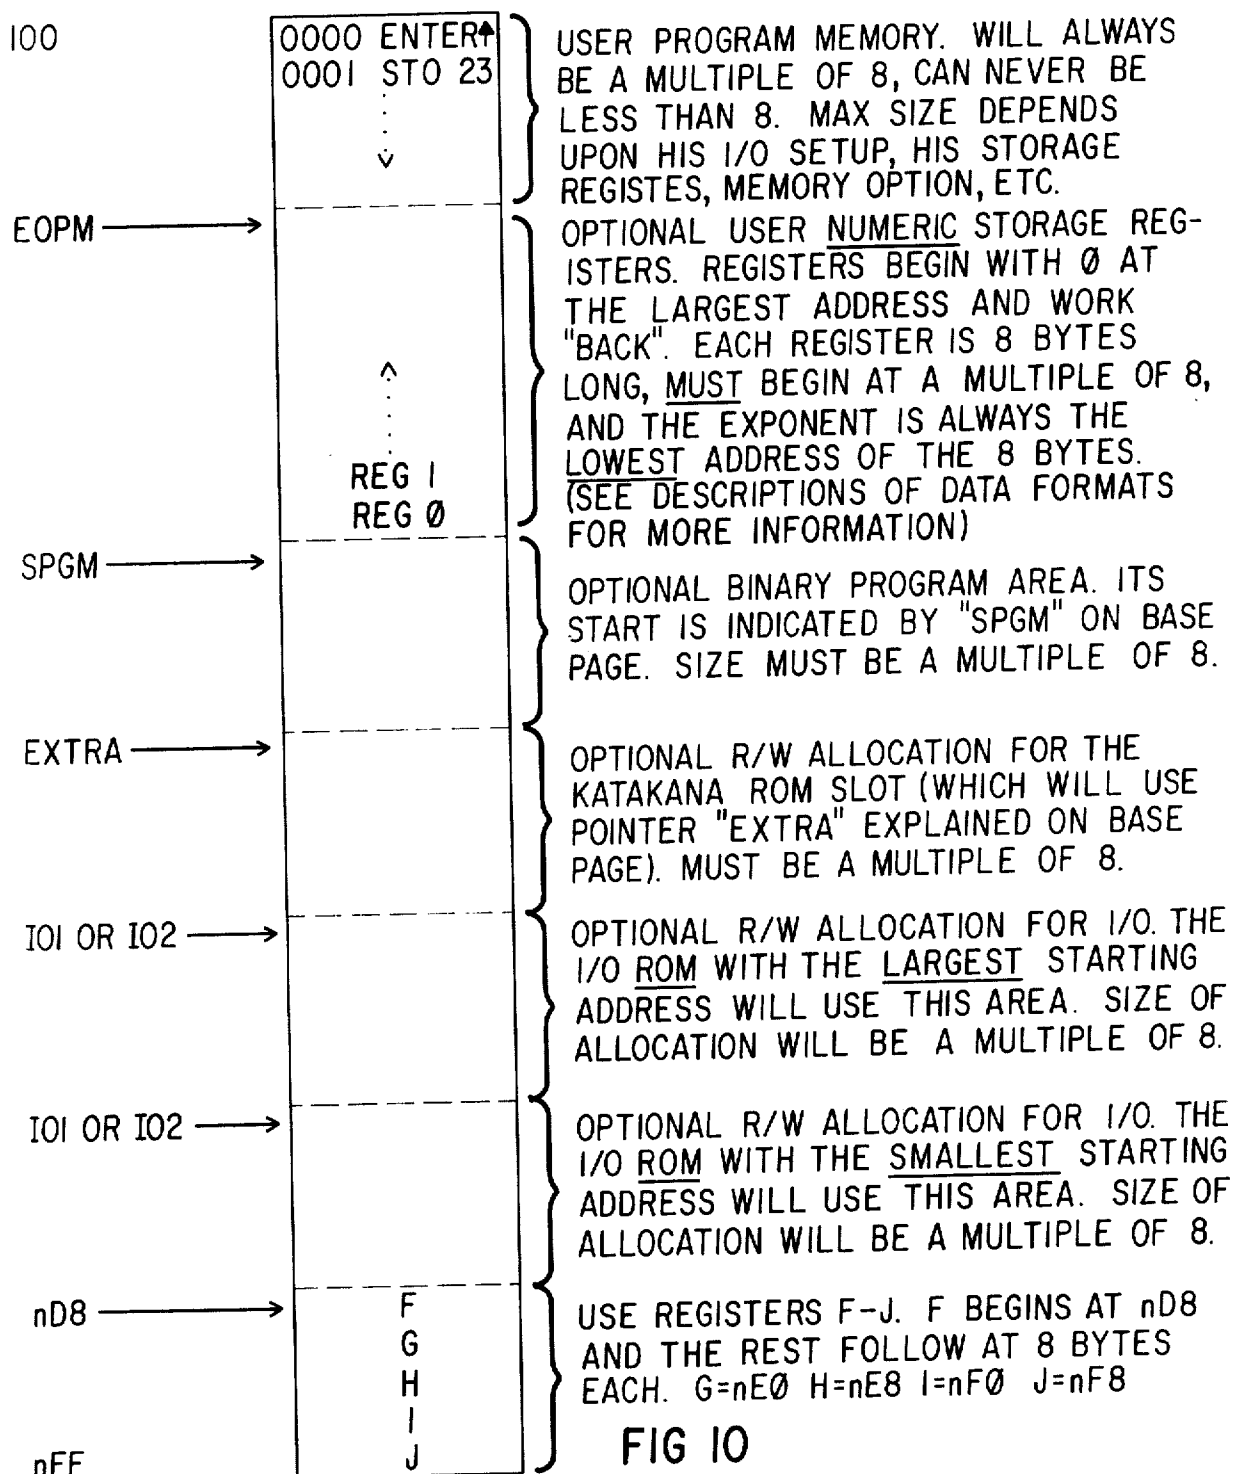 100
0000 ENTER↑
0001 STO 23
USER PROGRAM MEMORY. WILL ALWAYS
BE A MULTIPLE OF 8, CAN NEVER BE
LESS THAN 8. MAX SIZE DEPENDS
UPON HIS I/O SETUP, HIS STORAGE
REGISTES, MEMORY OPTION, ETC.
EOPM
OPTIONAL USER NUMERIC STORAGE REG-
ISTERS. REGISTERS BEGIN WITH Ø AT
THE LARGEST ADDRESS AND WORK
"BACK". EACH REGISTER IS 8 BYTES
LONG, MUST BEGIN AT A MULTIPLE OF 8,
AND THE EXPONENT IS ALWAYS THE
LOWEST ADDRESS OF THE 8 BYTES.
(SEE DESCRIPTIONS OF DATA FORMATS
FOR MORE INFORMATION)
REG 1
REG Ø
SPGM
OPTIONAL BINARY PROGRAM AREA. ITS
START IS INDICATED BY "SPGM" ON BASE
PAGE. SIZE MUST BE A MULTIPLE OF 8.
EXTRA
OPTIONAL R/W ALLOCATION FOR THE
KATAKANA ROM SLOT (WHICH WILL USE
POINTER "EXTRA" EXPLAINED ON BASE
PAGE). MUST BE A MULTIPLE OF 8.
IO1 OR IO2
OPTIONAL R/W ALLOCATION FOR I/O. THE
I/O ROM WITH THE LARGEST STARTING
ADDRESS WILL USE THIS AREA. SIZE OF
ALLOCATION WILL BE A MULTIPLE OF 8.
IO1 OR IO2
OPTIONAL R/W ALLOCATION FOR I/O. THE
I/O ROM WITH THE SMALLEST STARTING
ADDRESS WILL USE THIS AREA. SIZE OF
ALLOCATION WILL BE A MULTIPLE OF 8.
nD8
F
G
H
I
J
USE REGISTERS F-J. F BEGINS AT nD8
AND THE REST FOLLOW AT 8 BYTES
EACH. G=nEØ H=nE8 I=nFØ J=nF8
nFF
FIG 10